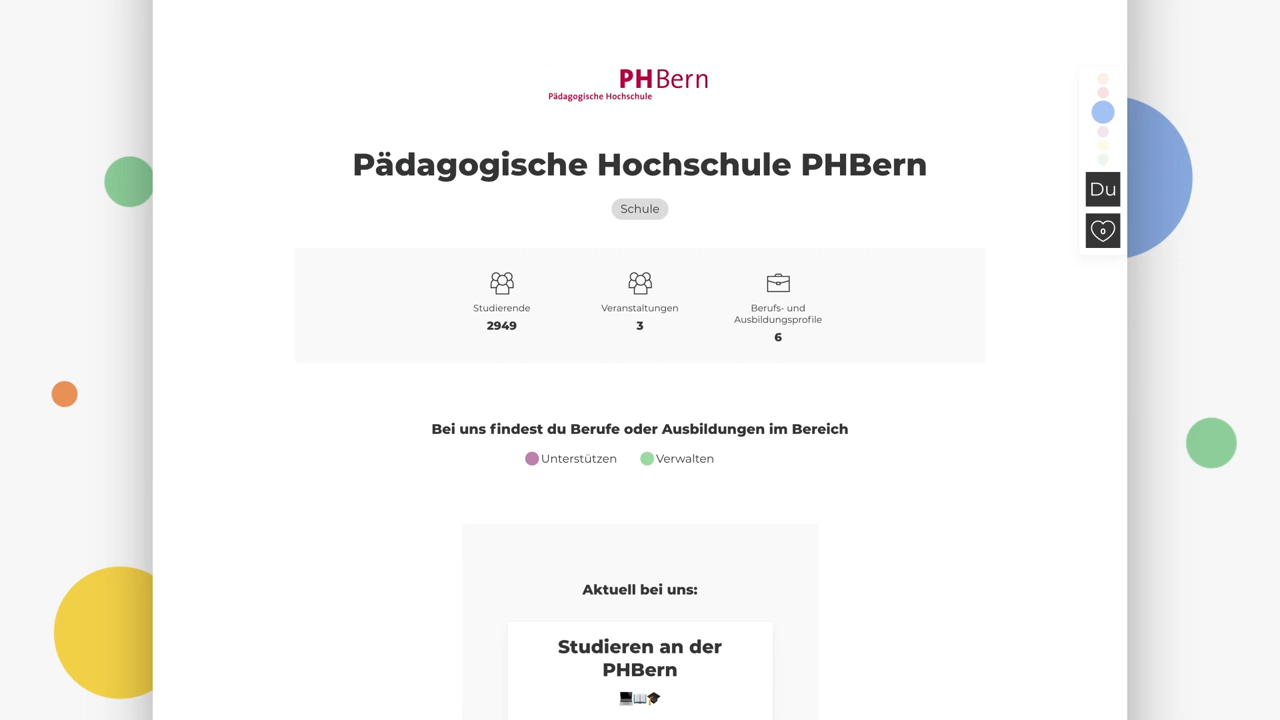 PHBern
Pädagogische Hochschule
Pädagogische Hochschule PHBern
Schule
Du
0
Studierende
2949
Veranstaltungen
3
Berufs- und
Ausbildungsprofile
6
Bei uns findest du Berufe oder Ausbildungen im Bereich
Unterstützen Verwalten
Aktuell bei uns:
Studieren an der
PHBern